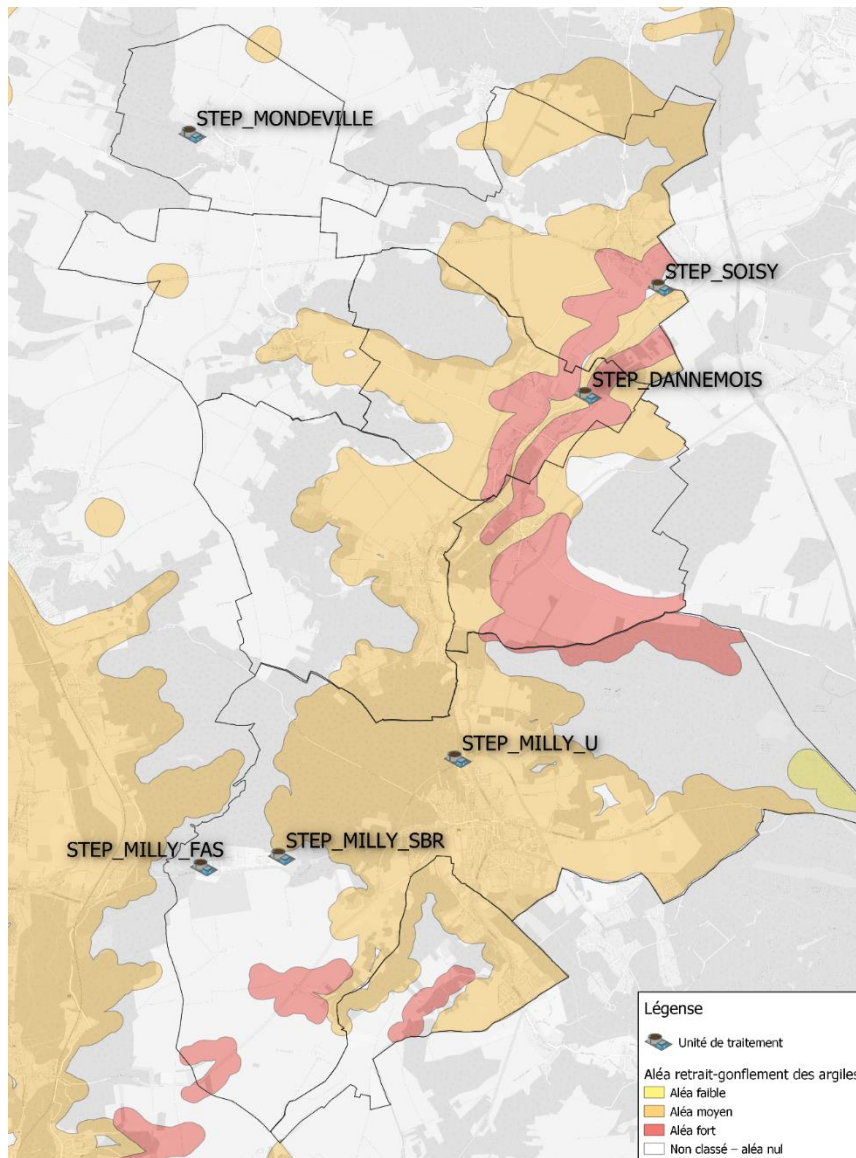 STEP_MONDEVILLE
STEP_SOISY
STEP_DANNEMOIS
STEP_MILLY_U
STEP_MILLY_SBR
STEP_MILLY_FAS
Légense
Unité de traitement
Aléa retrait-gonflement des argiles
Aléa faible
Aléa moyen
Aléa fort
Non classé – aléa nul